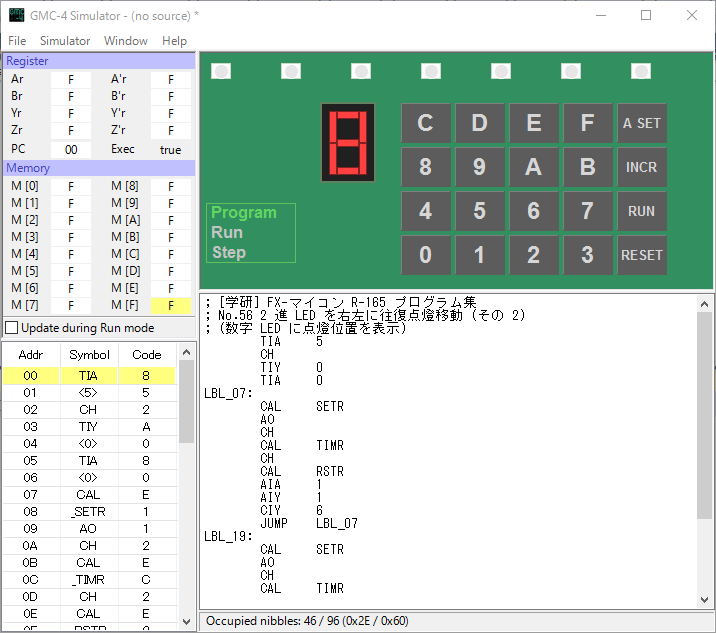 GMC-4 Simulator - (no source) *
File Simulator Window Help
Register
Ar F A'r F
Br F B'r F
Yr F Y'r F
Zr F Z'r F
PC 00 Exec true
Memory
M [0] F M [8] F
M [1] F M [9] F
M [2] F M [A] F
M [3] F M [B] F
M [4] F M [C] F
M [5] F M [D] F
M [6] F M [E] F
M [7] F M [F] F
Update during Run mode
Addr Symbol Code
00 TIA 8
01 <5> 5
02 CH 2
03 TIY A
04 <0> 0
05 TIA 8
06 <0> 0
07 CAL E
08 _SETR 1
09 AO 1
0A CH 2
0B CAL E
0C _TIMR C
0D CH 2
0E CAL E
0F _RSTR 2
8
C D E F A SET
8 9 A B INCR
4 5 6 7 RUN
0 1 2 3 RESET
Program
Run
Step
; [学研] FX-マイコン R-165 プログラム集
; No.56 2 進 LED を右左に往復点燈移動 (その 2)
; (数字 LED に点燈位置を表示)
TIA 5
CH
TIY 0
TIA 0
LBL_07:
CAL SETR
AO
CH
CAL TIMR
CH
CAL RSTR
AIA 1
AIY 1
CIY 6
JUMP LBL_07
LBL_19:
CAL SETR
AO
CH
CAL TIMR
Occupied nibbles: 46 / 96 (0x2E / 0x60)